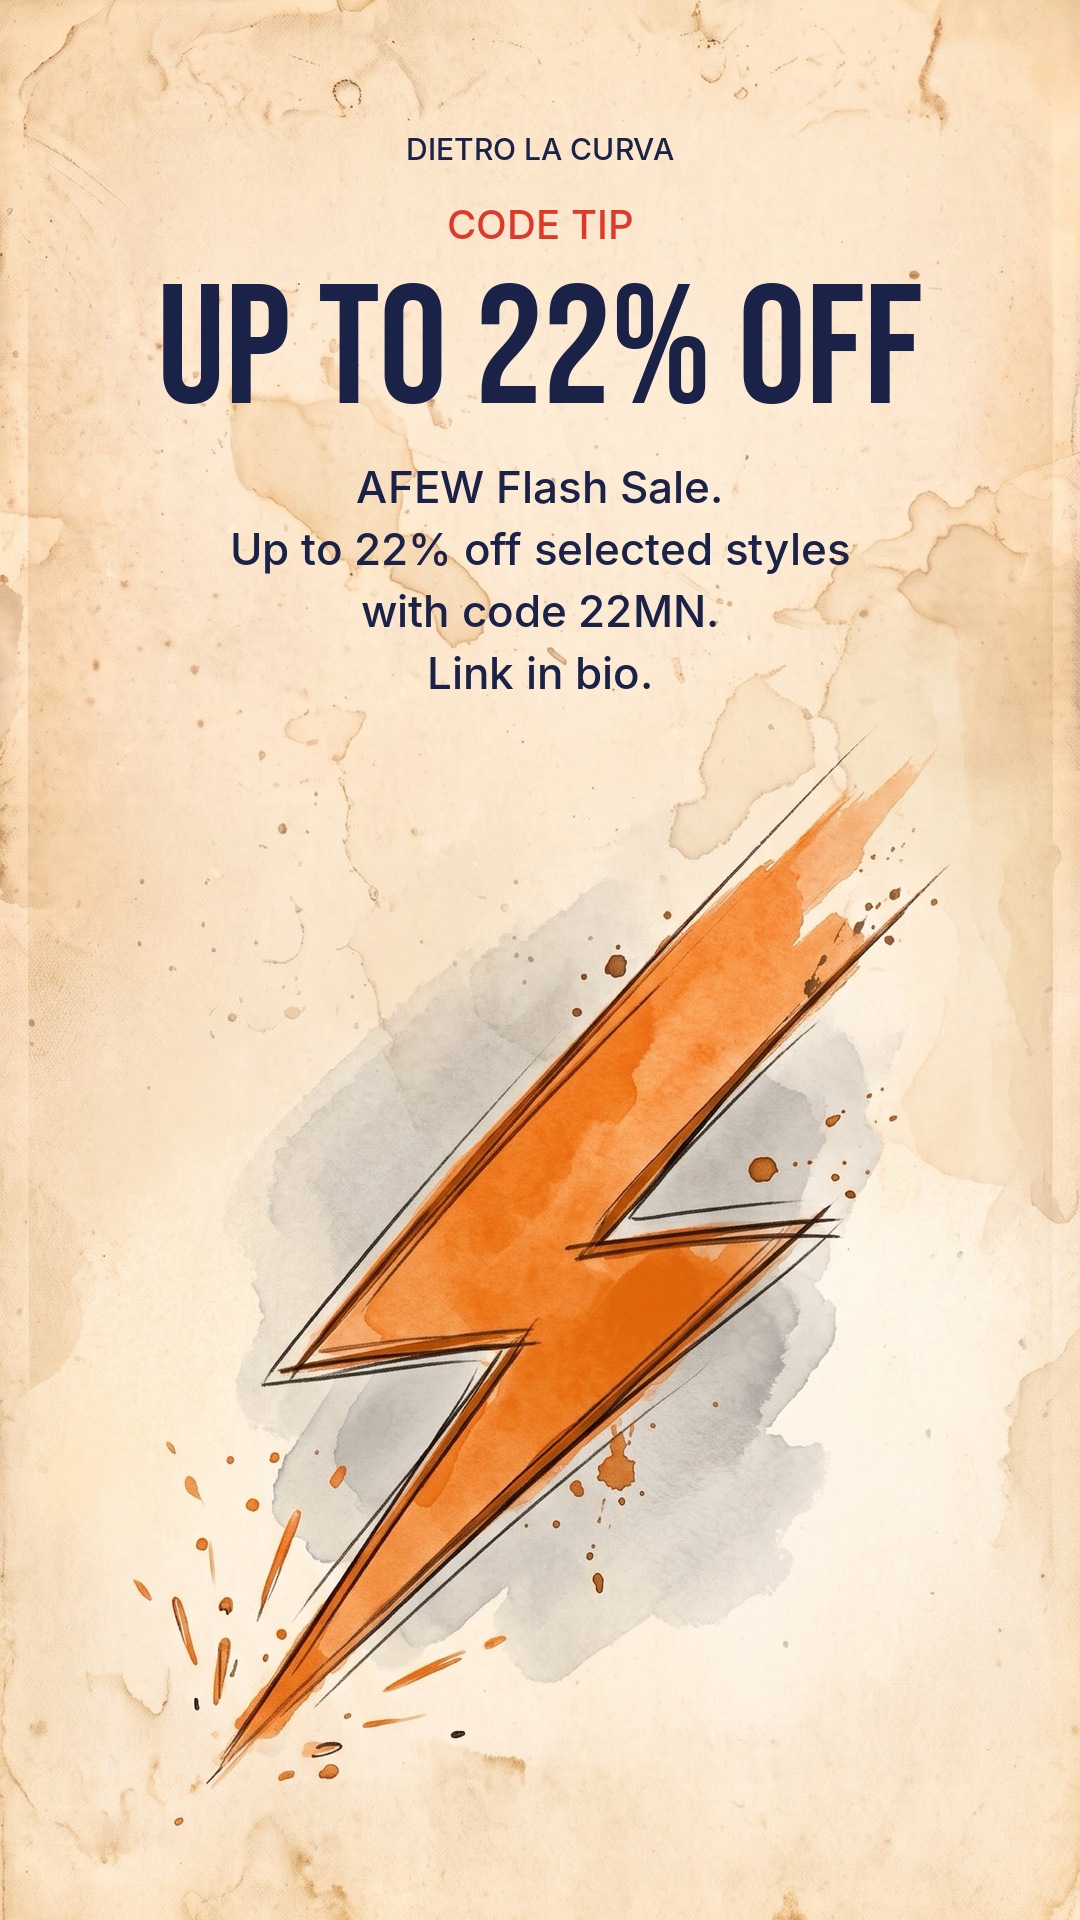 DIETRO LA CURVA
CODE TIP
UP TO 22% OFF
AFEW Flash Sale.
Up to 22% off selected styles
with code 22MN.
Link in bio.